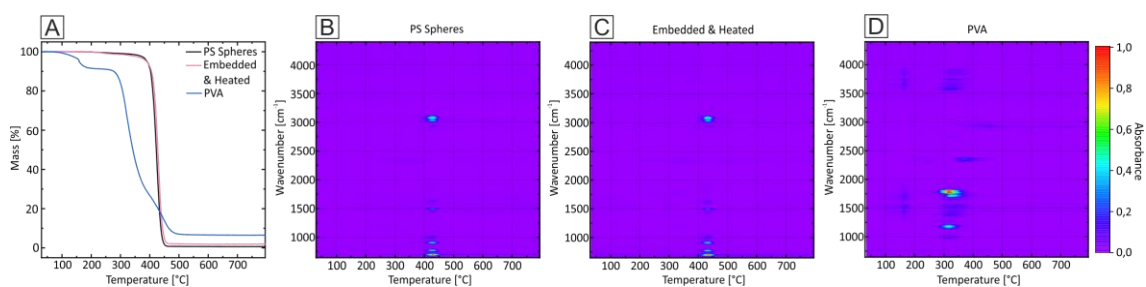 A
B
C
D
PS Spheres
Embedded & Heated
PVA
PS Spheres
Embedded
& Heated
PVA
Mass [%]
100
80
60
40
20
0
100 200 300 400 500 600 700
Temperature [°C]
Wavenumber [cm⁻¹]
4000
3500
3000
2500
2000
1500
1000
100 200 300 400 500 600 700
Temperature [°C]
Wavenumber [cm⁻¹]
4000
3500
3000
2500
2000
1500
1000
100 200 300 400 500 600 700
Temperature [°C]
Wavenumber [cm⁻¹]
4000
3500
3000
2500
2000
1500
1000
100 200 300 400 500 600 700
Temperature [°C]
1,0
0,8
0,6
0,4
0,2
0,0
Absorbance